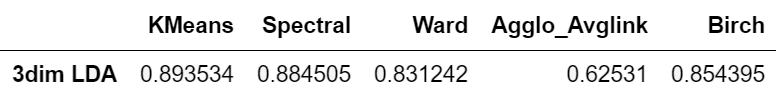 KMeans Spectral Ward Agglo_Avglink Birch
3dim LDA 0.893534 0.884505 0.831242 0.62531 0.854395